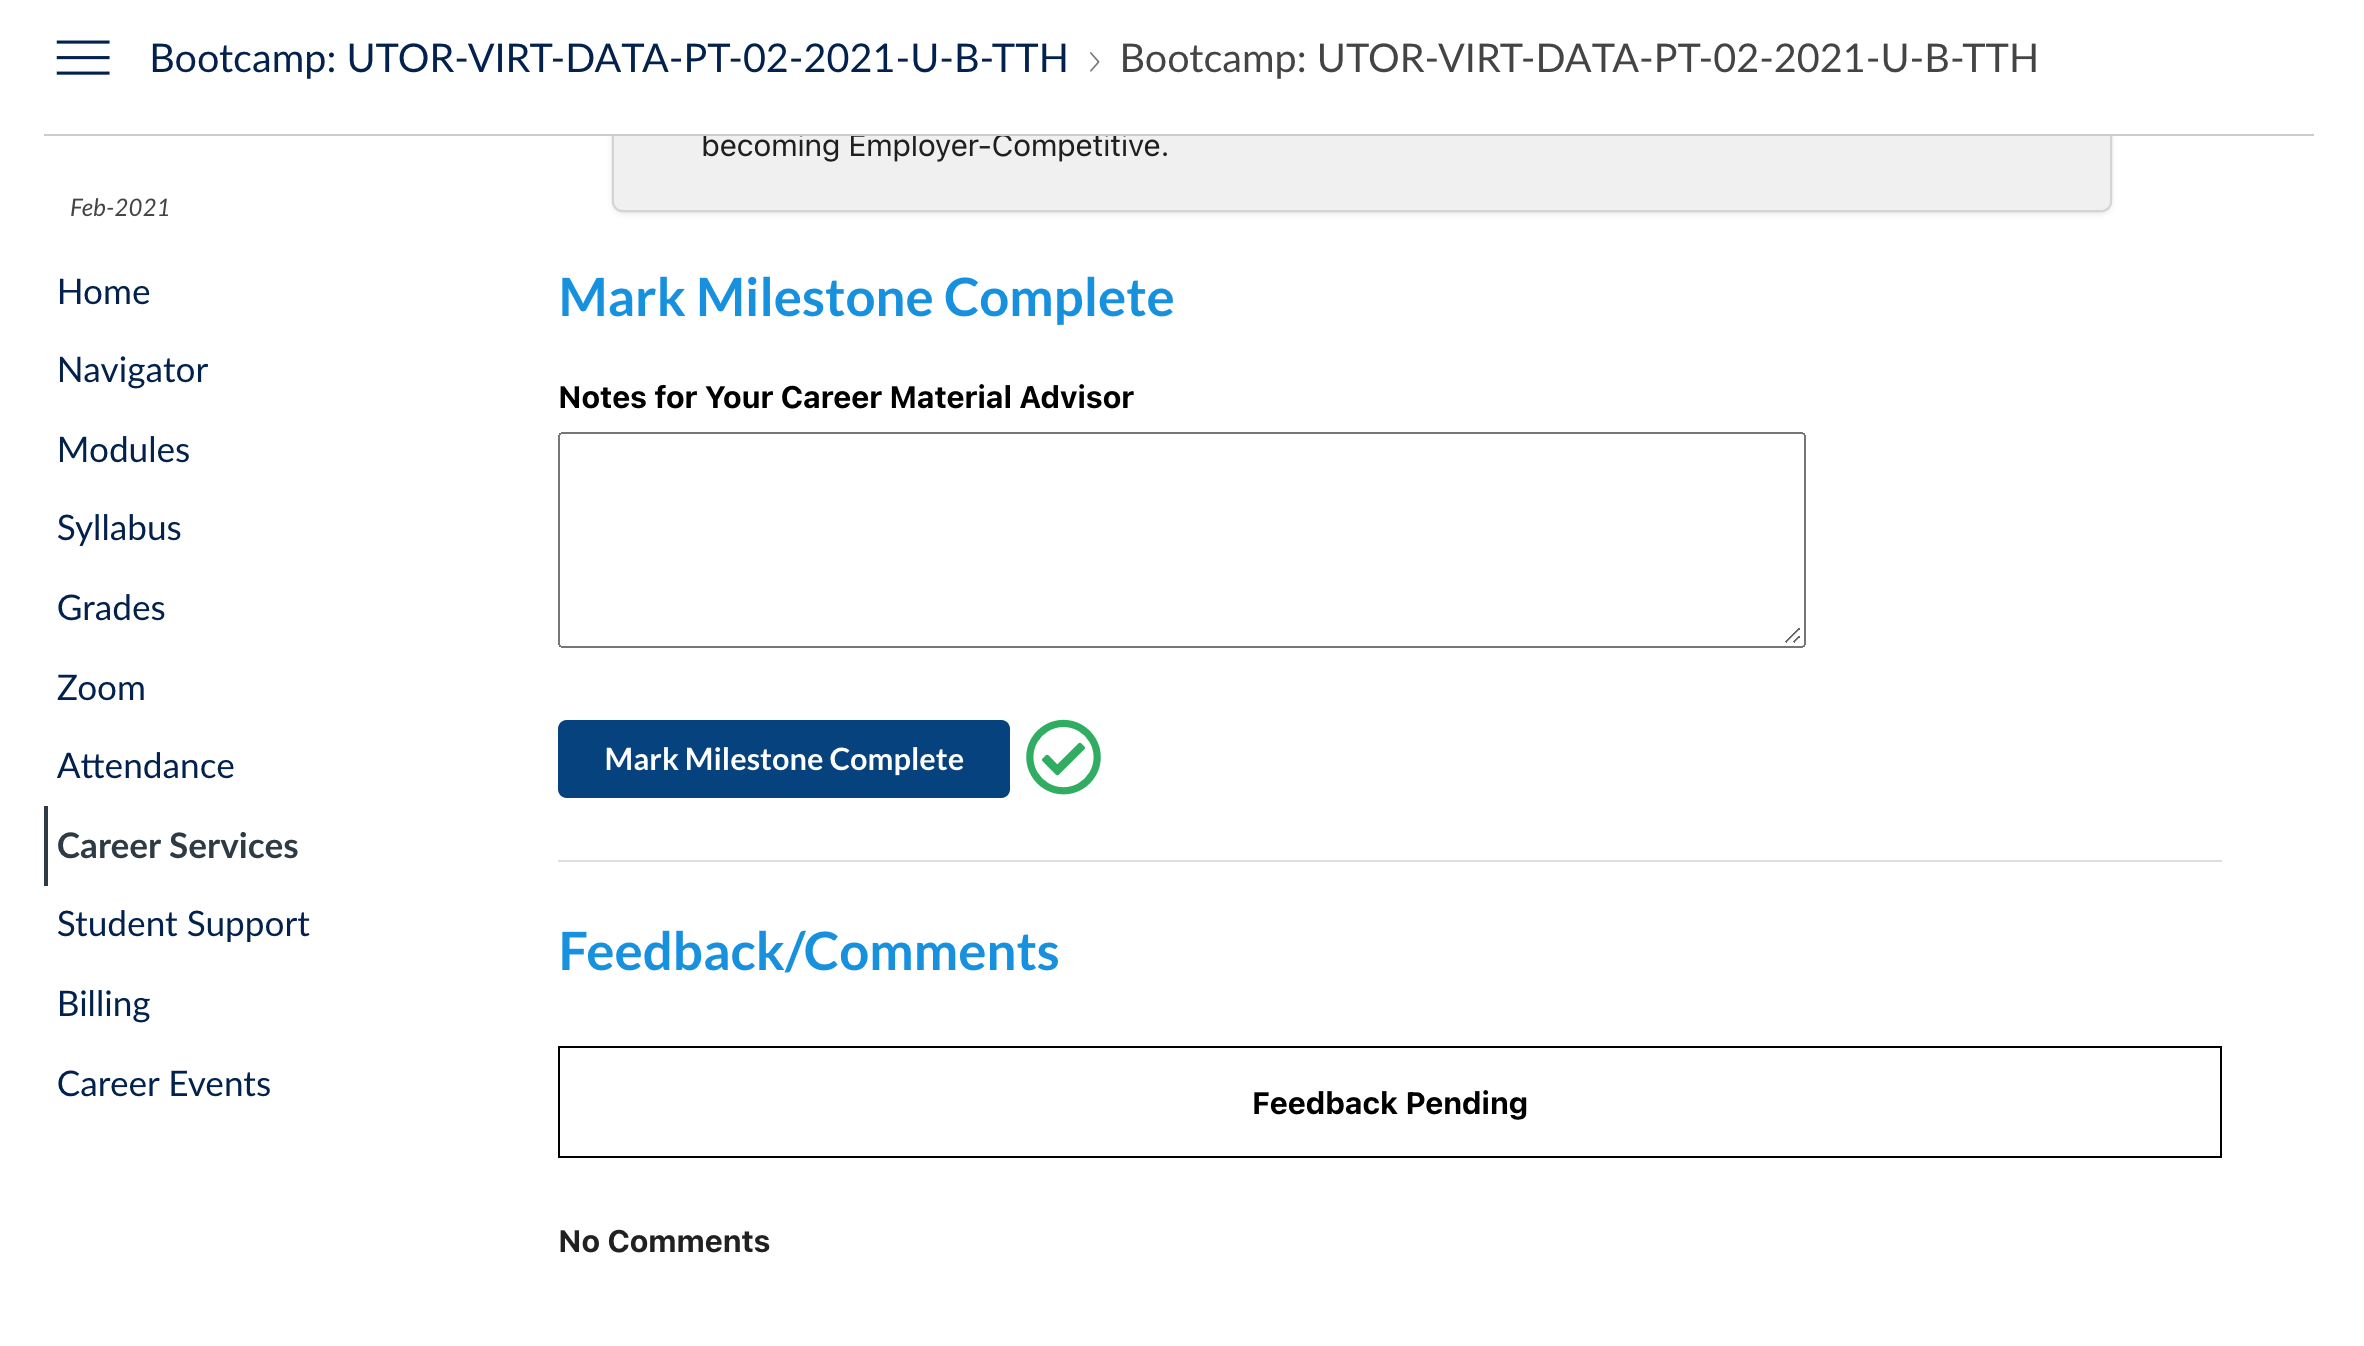 Bootcamp: UTOR-VIRT-DATA-PT-02-2021-U-B-TTH > Bootcamp: UTOR-VIRT-DATA-PT-02-2021-U-B-TTH
becoming Employer-Competitive.
Feb-2021
Home
Navigator
Modules
Syllabus
Grades
Zoom
Attendance
Career Services
Student Support
Billing
Career Events
Mark Milestone Complete
Notes for Your Career Material Advisor
Mark Milestone Complete
Feedback/Comments
Feedback Pending
No Comments